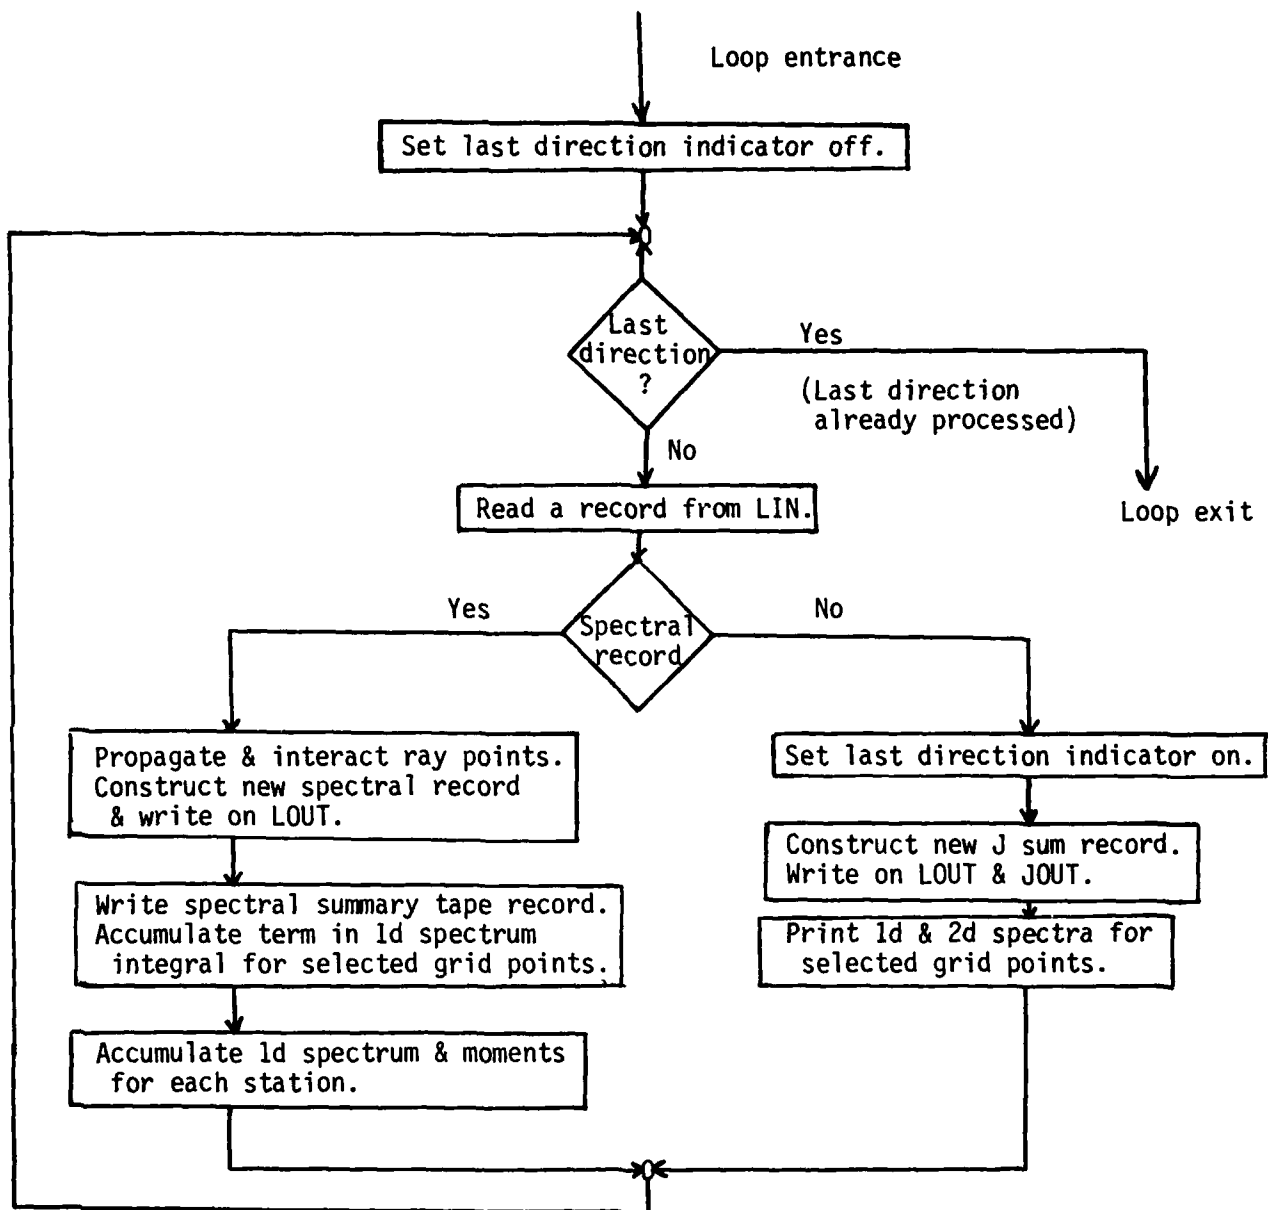 Loop entrance
Set last direction indicator off.
Last
direction
?
Yes
(Last direction
already processed)
No
Read a record from LIN.
Loop exit
Yes
Spectral
record
No
Propagate & interact ray points.
Construct new spectral record
& write on LOUT.
Write spectral summary tape record.
Accumulate term in 1d spectrum
integral for selected grid points.
Accumulate 1d spectrum & moments
for each station.
Set last direction indicator on.
Construct new J sum record.
Write on LOUT & JOUT.
Print 1d & 2d spectra for
selected grid points.